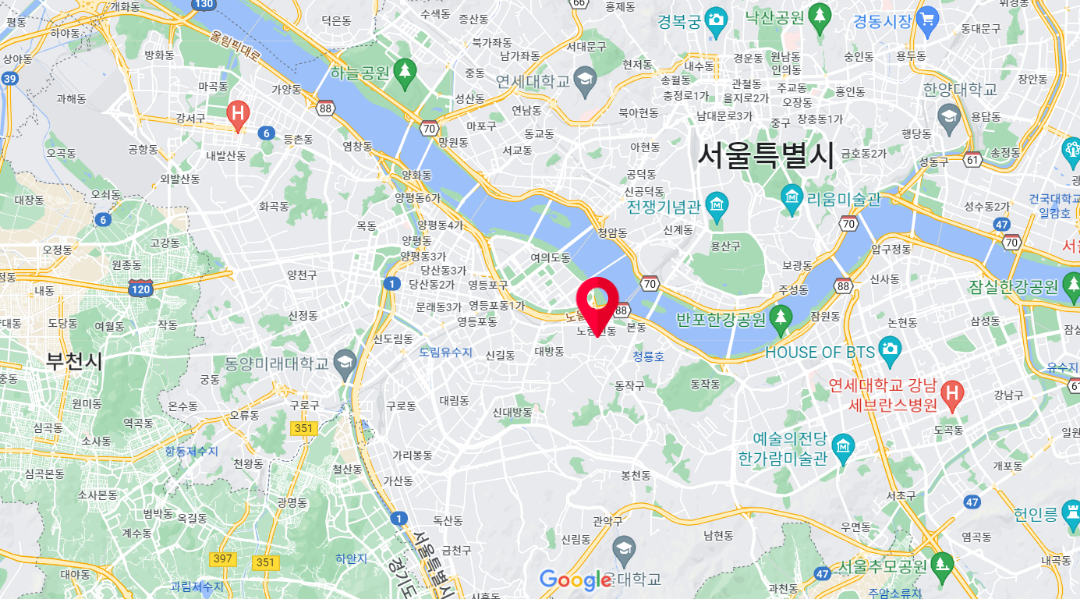 개화동
130
덕은동
수색동
증산동
66
홍제동
평동
하야동
방화동
올림픽대로
북가좌동
남가좌동
서대문구
경복궁
낙산공원
경동시장
동대문구
상야동
39
하늘공원
중동
연세대학교
현저동
내수동
경운동
원남동
인의동
숭인동
용두동
장안동
과해동
마곡동
가양동
88
성산동
연남동
송월동
충정로1가
관철동
을지로2가
주교동
오장동
용인동
한양대학교
강서구
6
등촌동
염창동
70
망원동
마포구
동교동
서교동
북아현동
아현동
남대문로3가
중구
장충동1가
행당동
용답동
오곡동
공항동
내발산동
외발산동
서울특별시
금호동2가
성동구
61
송정동
오쇠동
대장동
화곡동
목동
양화동
양평동6가
양평동4가
공덕동
신공덕동
전쟁기념관
리움미술관
성수동2가
47
건국대학교
일감호
6
고강동
오정동
원종동
양평동
양평동3가
당산동3가
당산동2가
청암동
신계동
용산구
70
압구정동
70
여의도동
영등포구
보광동
120
내동
양천구
1
70
주성동
88
신사동
잠실한강공원
도당동
여월동
작동
신정동
문래동3가
영등포동1가
영등포동
88
본동
반포한강공원
잠원동
논현동
삼성동
부천시
동양미래대학교
신도림동
도림유수지
신길동
대방동
청룡호
HOUSE OF BTS
유수지
중동
궁동
동작구
동작동
연세대학교 강남
세브란스병원
강남구
원미동
온수동
오류동
구로구
구로동
대림동
신대방동
심곡동
역곡동
351
도곡동
소사동
항동저수지
가리봉동
예술의전당
한가람미술관
일원
심곡본동
천왕동
철산동
가산동
봉천동
개포동
소사본동
광명동
서초구
47
범박동
옥길동
1
독산동
관악구
우면동
헌인릉
계수동
신림동
남현동
염곡동
397
351
하안지
금천구
내곡동
서울특별시
경기도
대야동
과림저수지
시흥동
Google
울대학교
47
과천동
서울추모공원
주암소류지